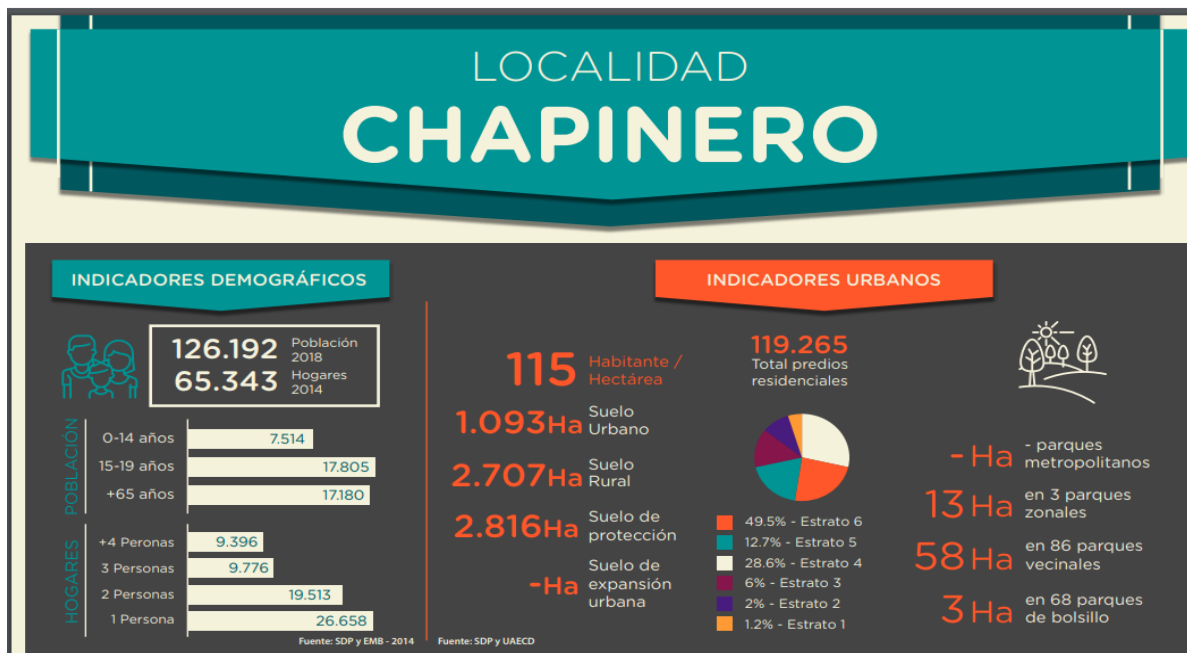 LOCALIDAD
CHAPINERO
INDICADORES DEMOGRÁFICOS
126.192 Población 2018
65.343 Hogares 2014
POBLACIÓN
0-14 años 7.514
15-19 años 17.805
+65 años 17.180
HOGARES
+4 Peronas 9.396
3 Personas 9.776
2 Personas 19.513
1 Persona 26.658
Fuente: SDP y EMB - 2014
INDICADORES URBANOS
115 Habitante / Hectárea
1.093Ha Suelo Urbano
2.707Ha Suelo Rural
2.816Ha Suelo de protección
-Ha Suelo de expansión urbana
Fuente: SDP y UAECD
119.265
Total predios
residenciales
49.5% - Estrato 6
12.7% - Estrato 5
28.6% - Estrato 4
6% - Estrato 3
2% - Estrato 2
1.2% - Estrato 1
- Ha - parques metropolitanos
13 Ha en 3 parques zonales
58 Ha en 86 parques vecinales
3 Ha en 68 parques de bolsillo